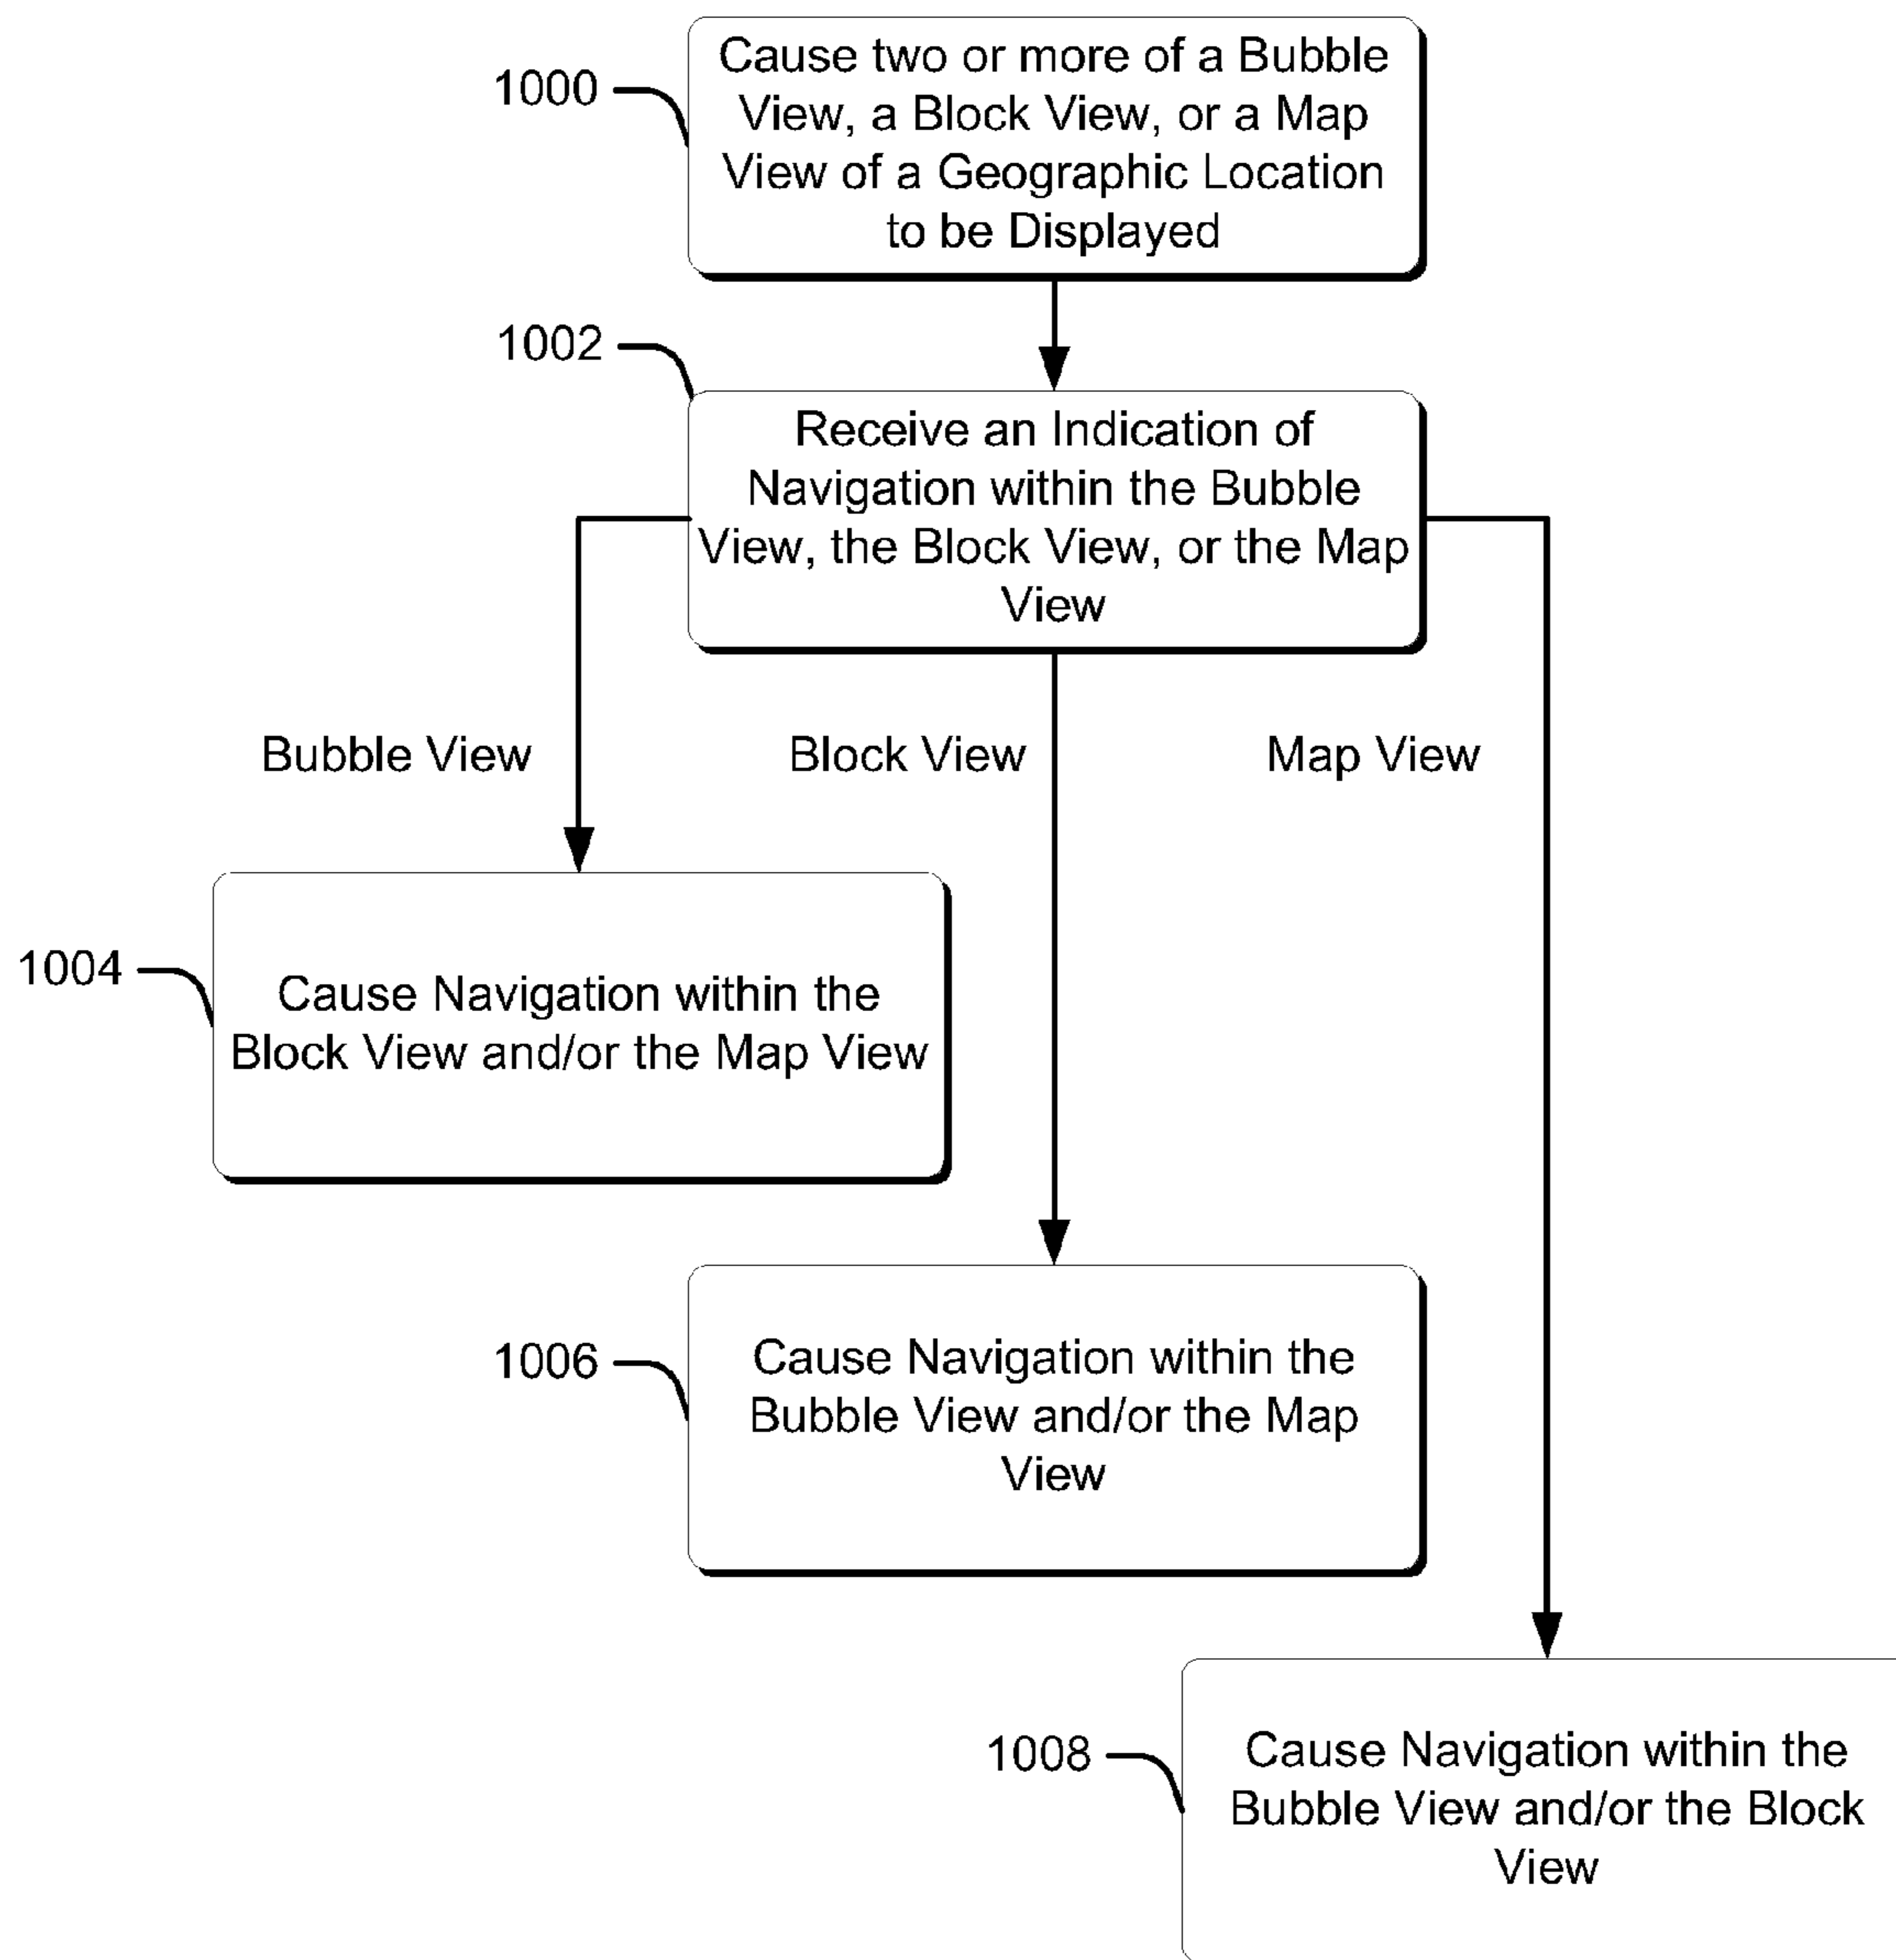 1000
Cause two or more of a Bubble
View, a Block View, or a Map
View of a Geographic Location
to be Displayed
1002
Receive an Indication of
Navigation within the Bubble
View, the Block View, or the Map
View
Bubble View
Block View
Map View
1004
Cause Navigation within the
Block View and/or the Map View
1006
Cause Navigation within the
Bubble View and/or the Map
View
1008
Cause Navigation within the
Bubble View and/or the Block
View